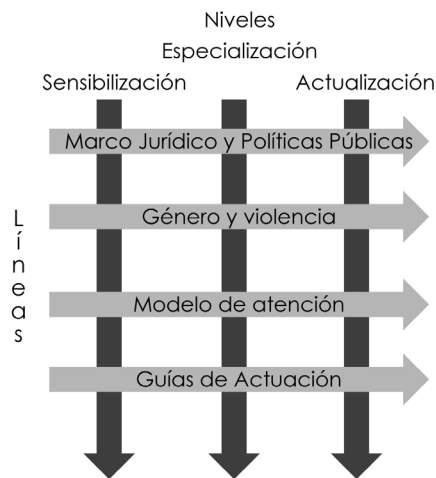 Niveles
Especialización
Sensibilización
Actualización
Marco Jurídico y Políticas Públicas
Líneas
Género y violencia
Modelo de atención
Guías de Actuación